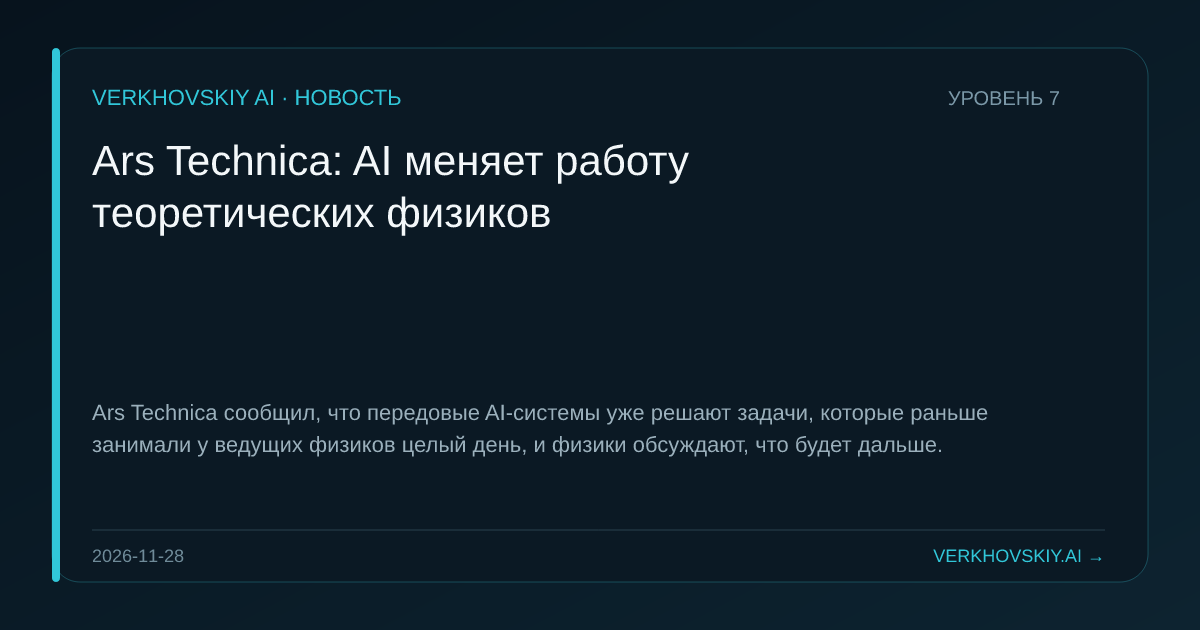 VERKHOVSKIY AI · НОВОСТЬ
УРОВЕНЬ 7
Ars Technica: AI меняет работу
теоретических физиков
Ars Technica сообщил, что передовые AI-системы уже решают задачи, которые раньше
занимали у ведущих физиков целый день, и физики обсуждают, что будет дальше.
2026-11-28
VERKHOVSKIY.AI →